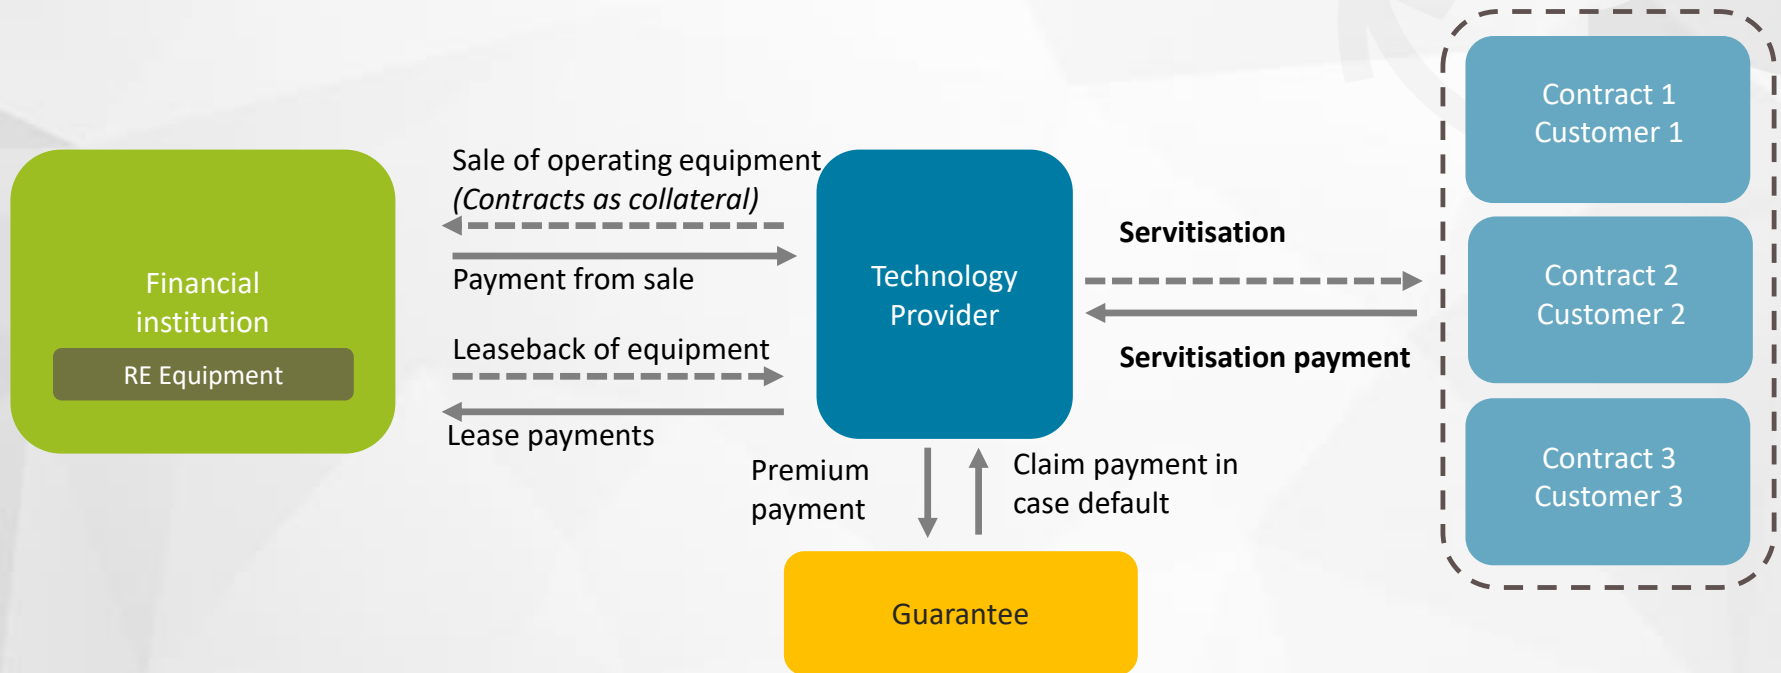 Financial
institution
RE Equipment
Sale of operating equipment
(Contracts as collateral)
Payment from sale
Leaseback of equipment
Lease payments
Technology
Provider
Premium
payment
Claim payment in
case default
Guarantee
Servitisation
Servitisation payment
Contract 1
Customer 1
Contract 2
Customer 2
Contract 3
Customer 3